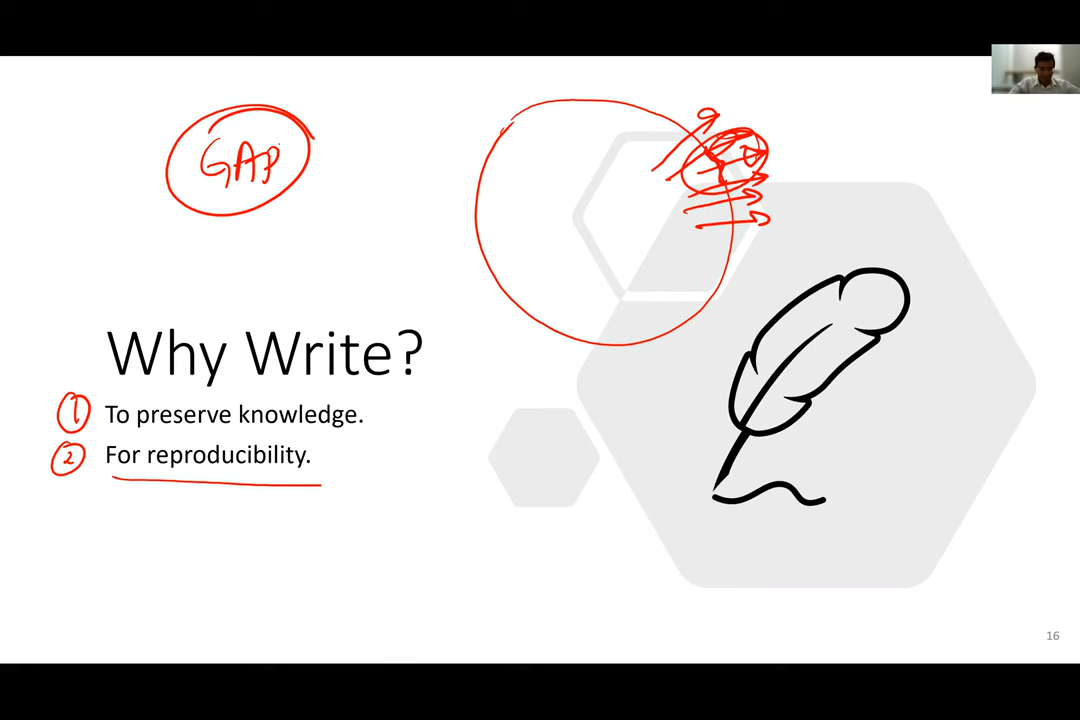 GAP
Why Write?
1 To preserve knowledge.
2 For reproducibility.
16